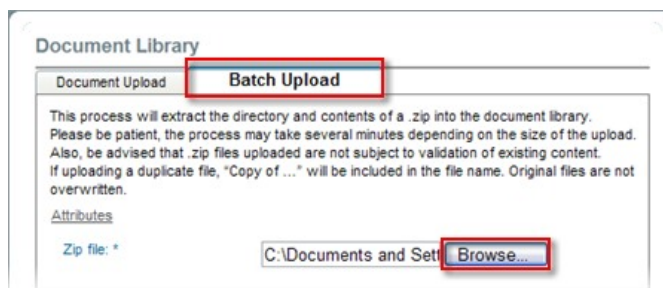 Document Library
Document Upload Batch Upload
This process will extract the directory and contents of a .zip into the document library.
Please be patient, the process may take several minutes depending on the size of the upload.
Also, be advised that .zip files uploaded are not subject to validation of existing content.
If uploading a duplicate file, “Copy of ...” will be included in the file name. Original files are not
overwritten.
Attributes
Zip file: * C:\Documents and Sett Browse...